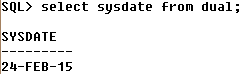 SQL> select sysdate from dual;
SYSDATE
---------
24-FEB-15